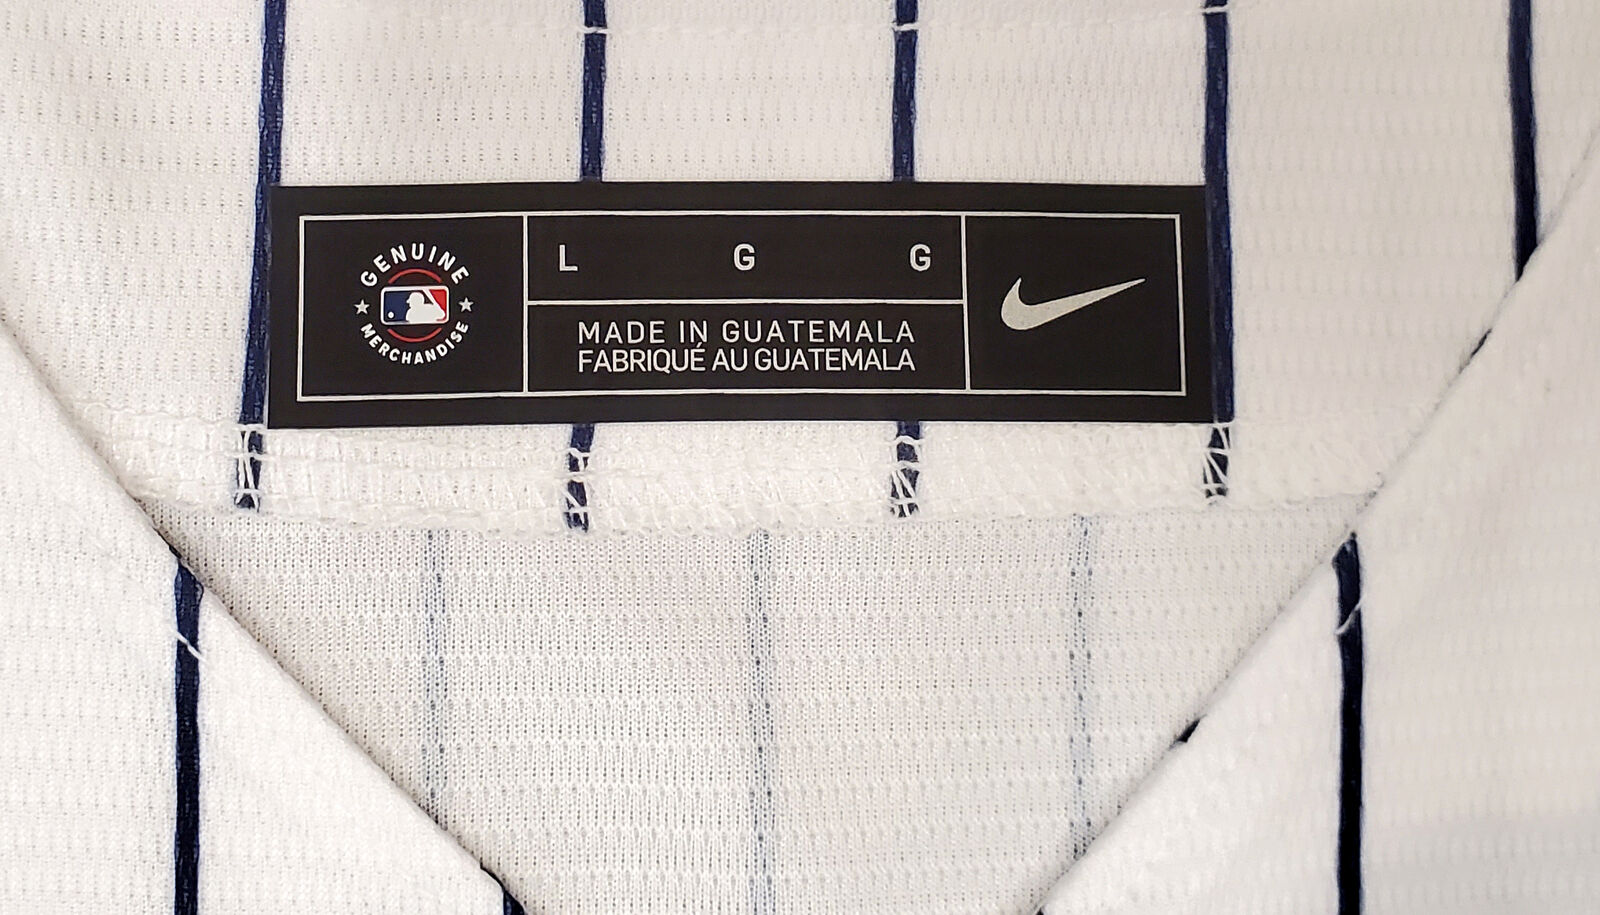 GENUINE
MERCHANDISE
L G G
MADE IN GUATEMALA
FABRIQUÉ AU GUATEMALA